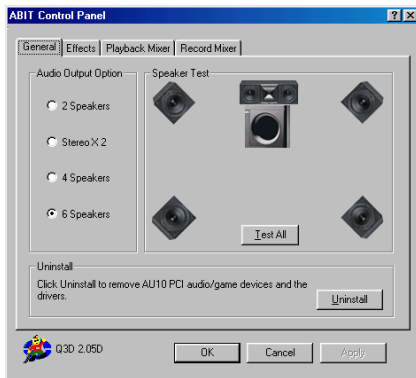 ABIT Control Panel
General Effects Playback Mixer Record Mixer
Audio Output Option
Speaker Test
2 Speakers
Stereo X 2
4 Speakers
6 Speakers
Test All
Uninstall
Click Uninstall to remove AU10 PCI audio/game devices and the
drivers.
Uninstall
Q3D 2.05D
OK Cancel Apply